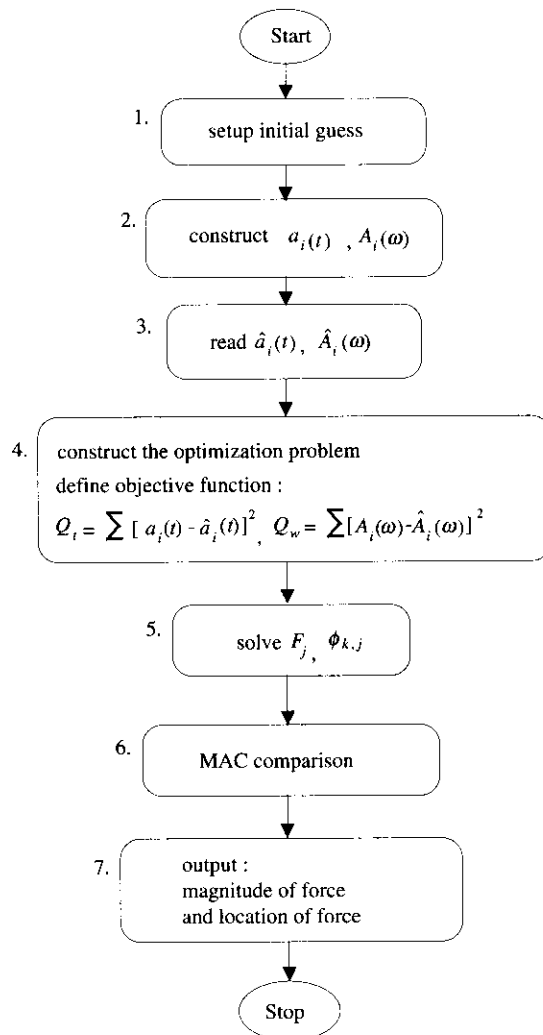 Start
1. setup initial guess
2. construct a_i(t) , A_i(ω)
3. read â_i(t), Â_i(ω)
4. construct the optimization problem
define objective function :
Q_t = ∑ [ a_i(t) - â_i(t)]², Q_w = ∑[A_i(ω)-Â_i(ω)]²
5. solve F_j , ϕ_k,j
6. MAC comparison
7. output :
magnitude of force
and location of force
Stop